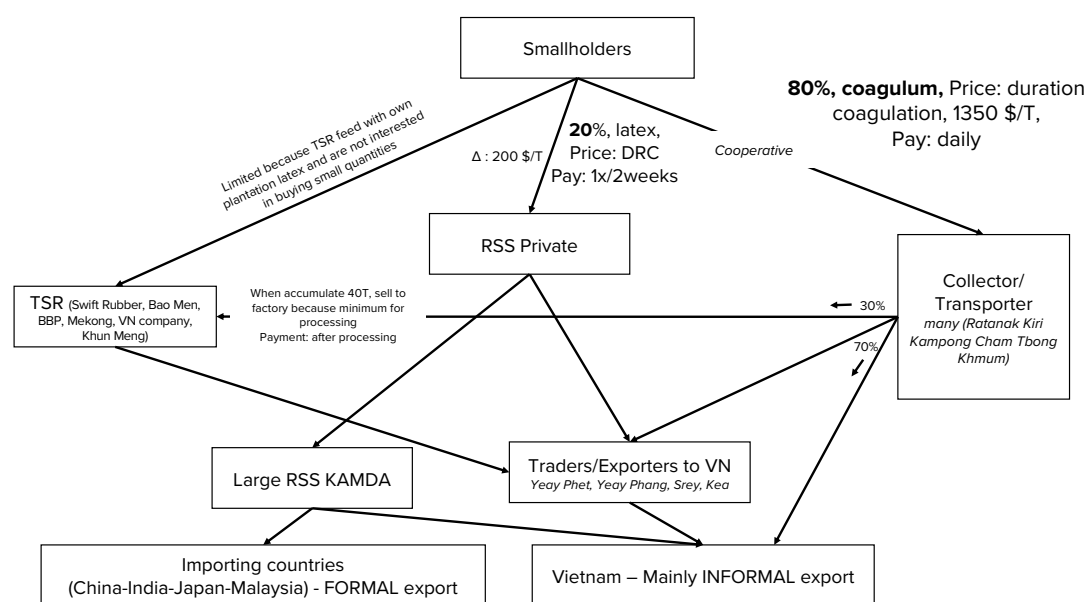 Smallholders
80%, coagulum, Price: duration
coagulation, 1350 $/T,
Pay: daily
Limited because TSR feed with own
plantation latex and are not interested
in buying small quantities
Δ : 200 $/T
20%, latex,
Price: DRC
Pay: 1x/2weeks
Cooperative
RSS Private
Collector/
Transporter
many (Ratanak Kiri
Kampong Cham Tbong
Khmum)
TSR (Swift Rubber, Bao Men,
BBP, Mekong, VN company,
Khun Meng)
When accumulate 40T, sell to
factory because minimum for
processing
Payment: after processing
30%
70%
Large RSS KAMDA
Traders/Exporters to VN
Yeay Phet, Yeay Phang, Srey, Kea
Importing countries
(China-India-Japan-Malaysia) - FORMAL export
Vietnam – Mainly INFORMAL export